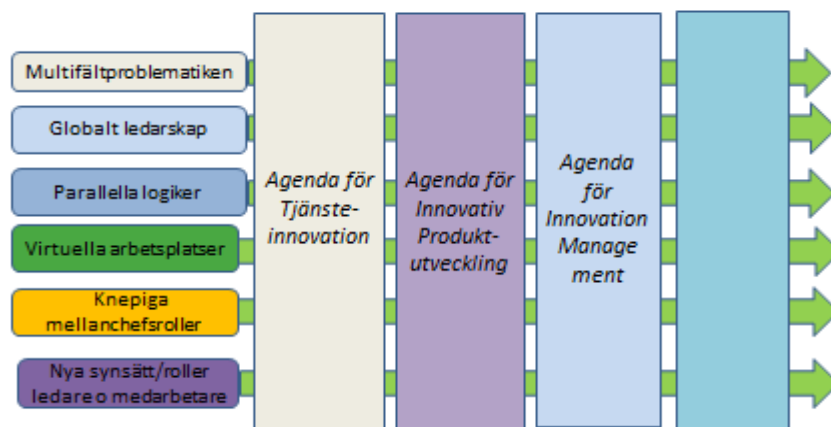 Multifältproblematiken
Globalt ledarskap
Parallella logiker
Virtuella arbetsplatser
Knepiga
mellanchefsroller
Nya synsätt/roller
ledare o medarbetare
Agenda för
Tjänste-
innovation
Agenda för
Innovativ
Produkt-
utveckling
Agenda
för
Innovation
Manage
ment